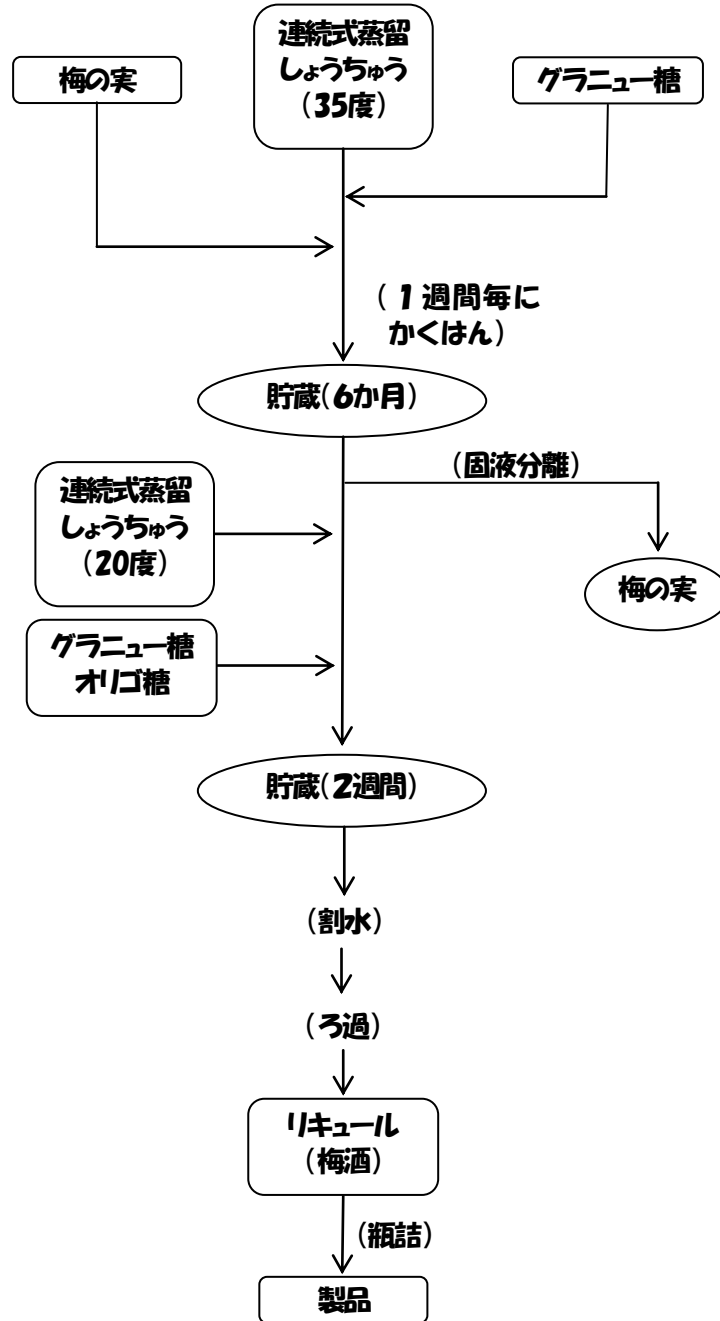 連続式蒸留
しょうちゅう
（35度）
梅の実
グラニュー糖
（１週間毎に
かくはん）
貯蔵（6か月）
（固液分離）
連続式蒸留
しょうちゅう
（20度）
梅の実
グラニュー糖
オリゴ糖
貯蔵（2週間）
（割水）
（ろ過）
リキュール
（梅酒）
（瓶詰）
製品